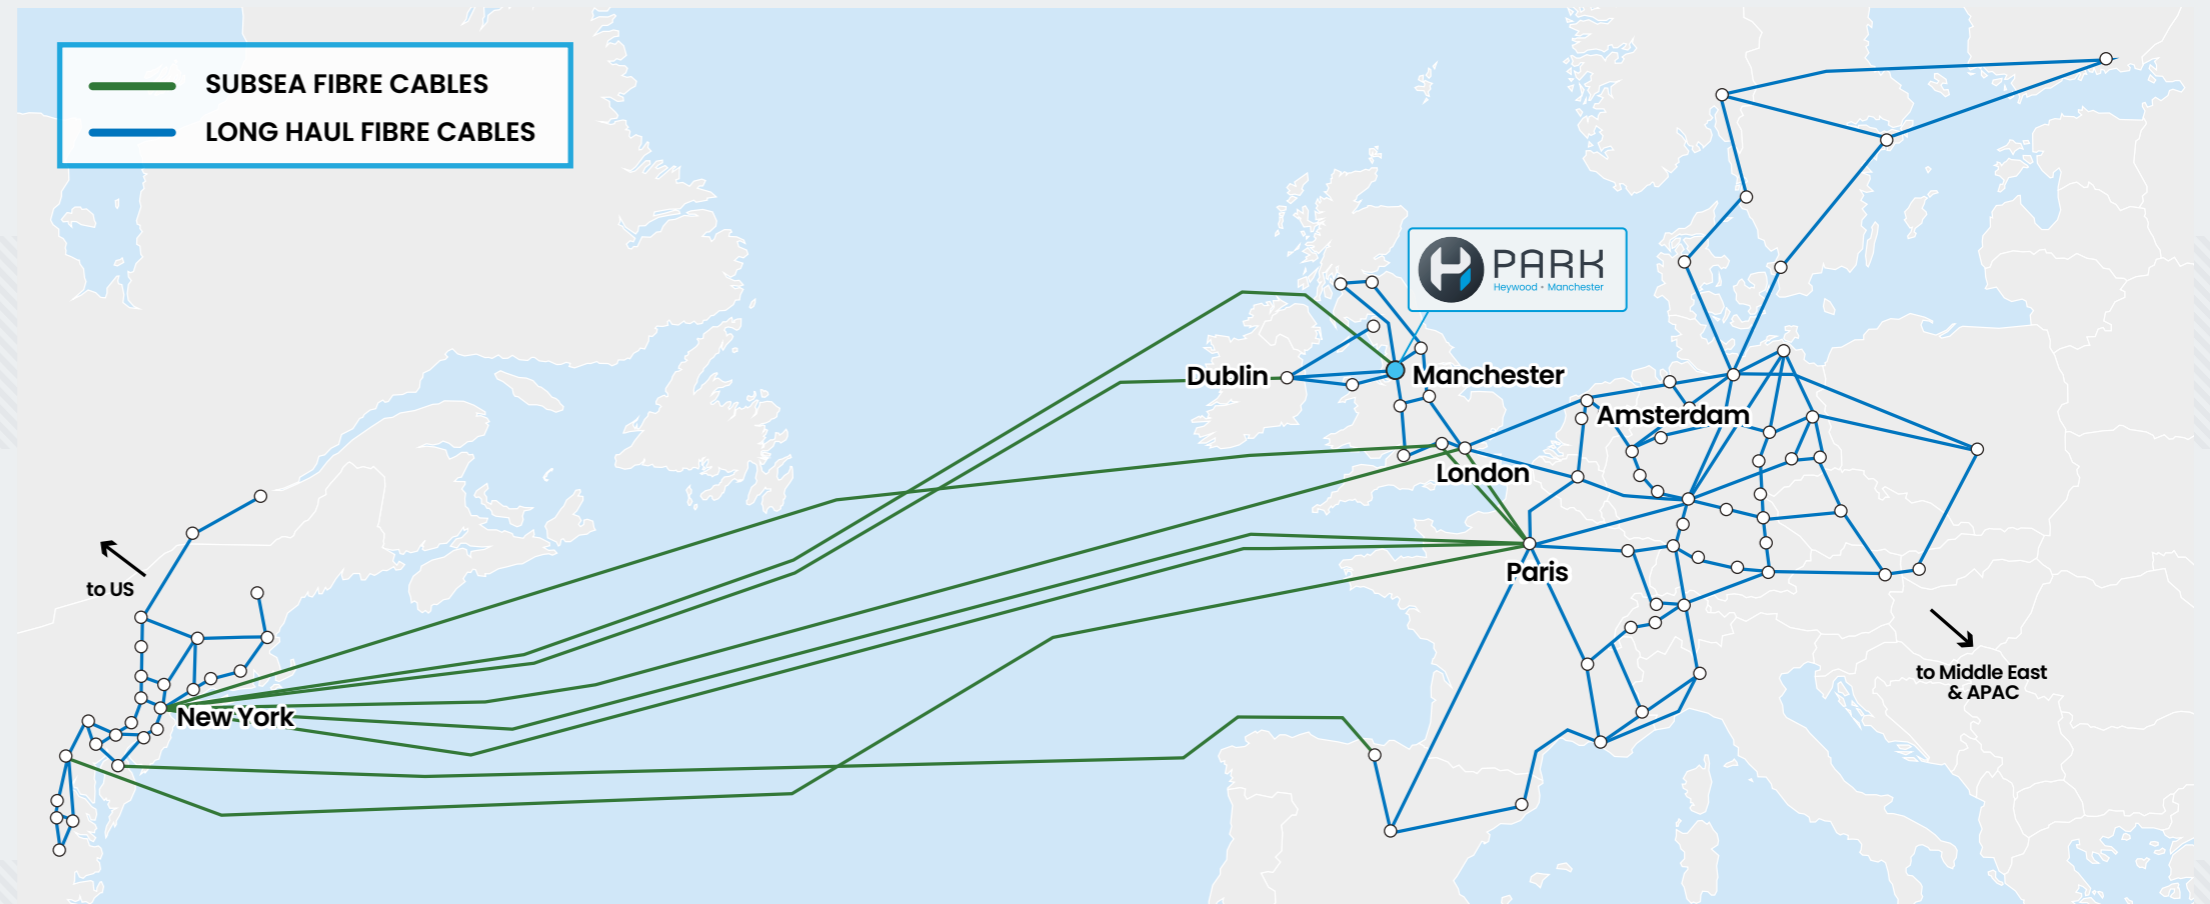 SUBSEA FIBRE CABLES
LONG HAUL FIBRE CABLES
PARK
Heywood • Manchester
Dublin
Manchester
Amsterdam
London
Paris
to US
New York
to Middle East
& APAC